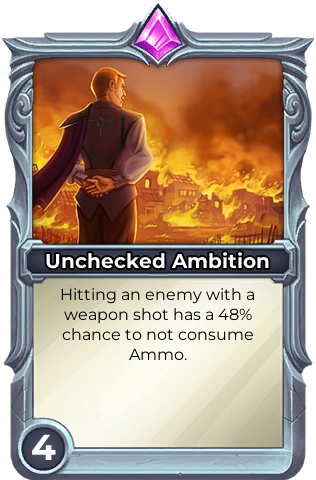 Unchecked Ambition
Hitting an enemy with a
weapon shot has a 48%
chance to not consume
Ammo.
4